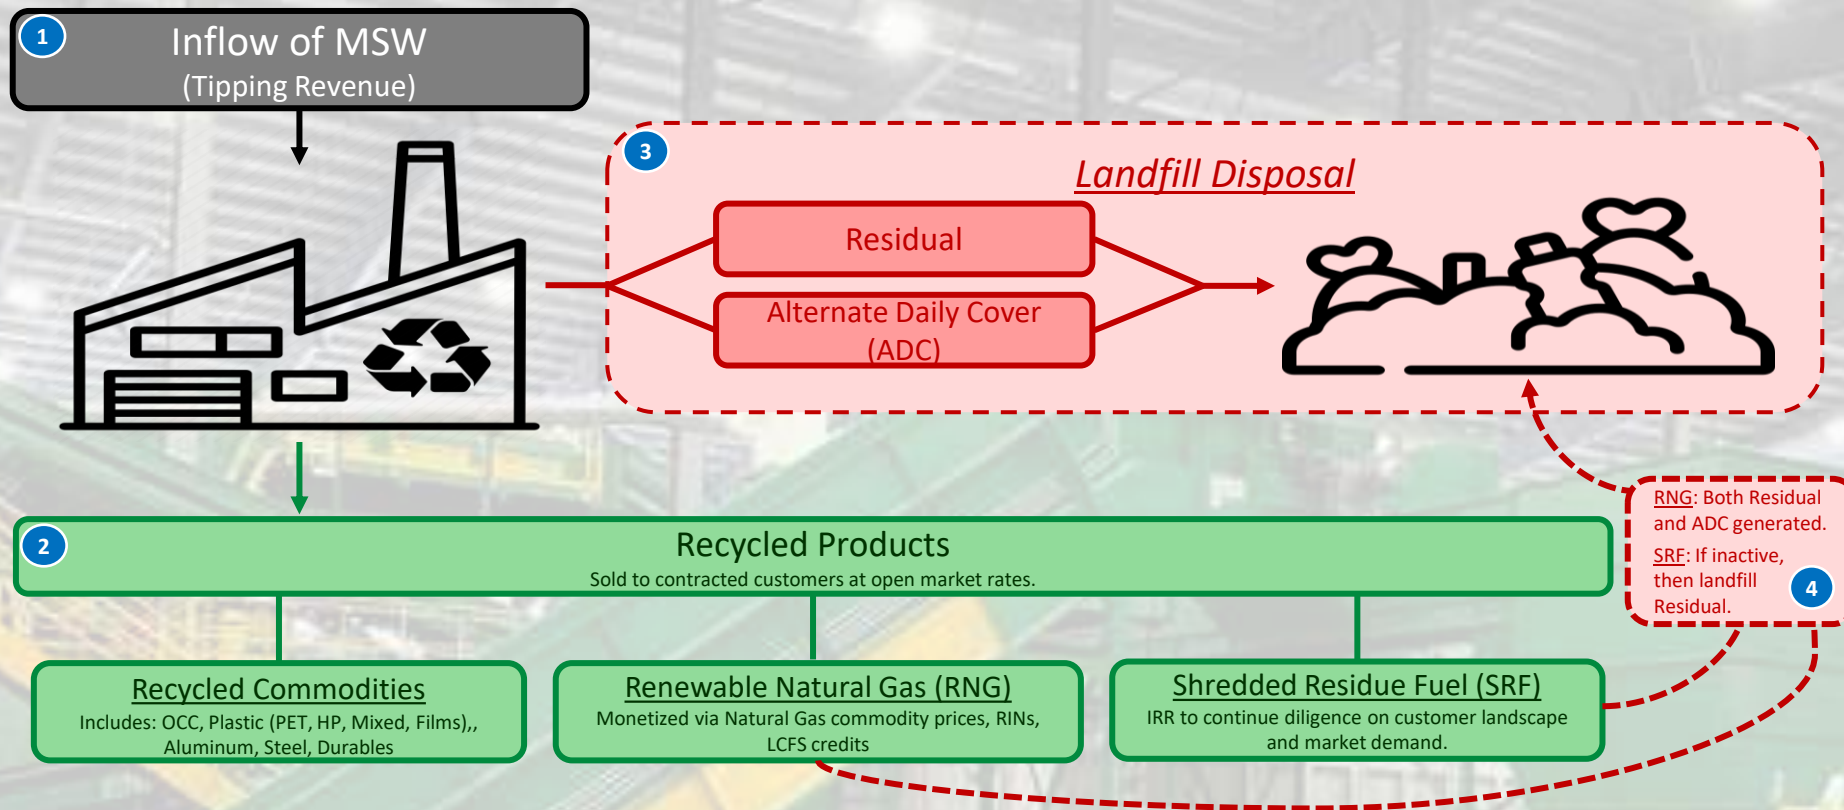 1
Inflow of MSW
(Tipping Revenue)
3
Landfill Disposal
Residual
Alternate Daily Cover
(ADC)
2
Recycled Products
Sold to contracted customers at open market rates.
RNG: Both Residual
and ADC generated.
SRF: If inactive,
then landfill
Residual.
4
Recycled Commodities
Includes: OCC, Plastic (PET, HP, Mixed, Films),,
Aluminum, Steel, Durables
Renewable Natural Gas (RNG)
Monetized via Natural Gas commodity prices, RINs,
LCFS credits
Shredded Residue Fuel (SRF)
IRR to continue diligence on customer landscape
and market demand.